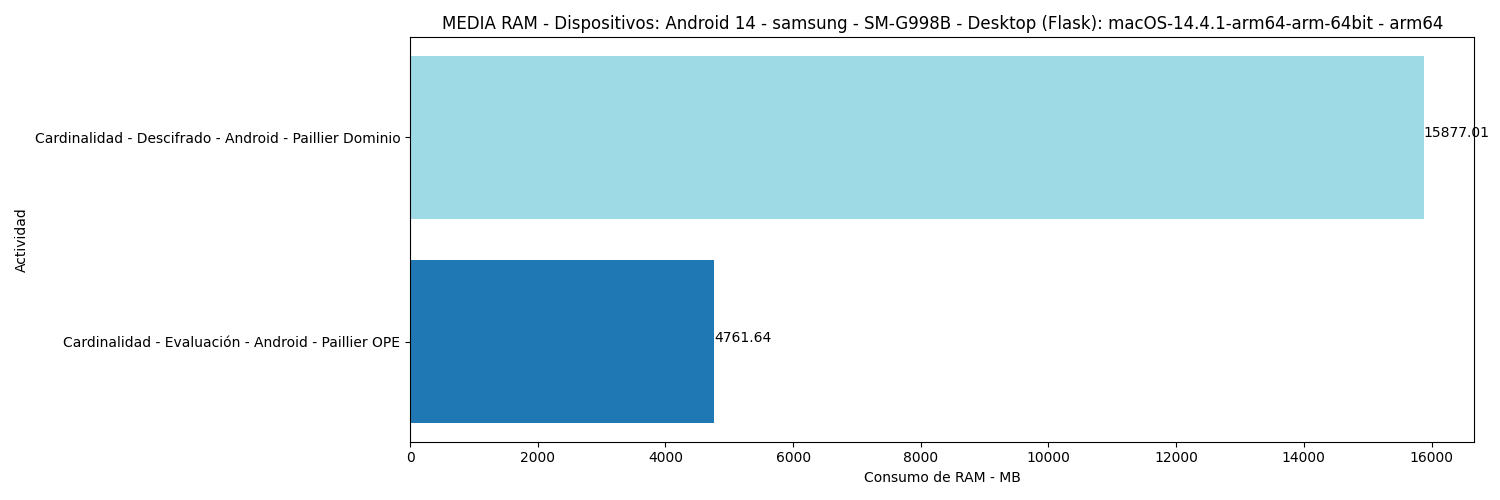 MEDIA RAM - Dispositivos: Android 14 - samsung - SM-G998B - Desktop (Flask): macOS-14.4.1-arm64-arm-64bit - arm64
Cardinalidad - Descifrado - Android - Paillier Dominio
15877.01
Actividad
Cardinalidad - Evaluación - Android - Paillier OPE
4761.64
0 2000 4000 6000 8000 10000 12000 14000 16000
Consumo de RAM - MB